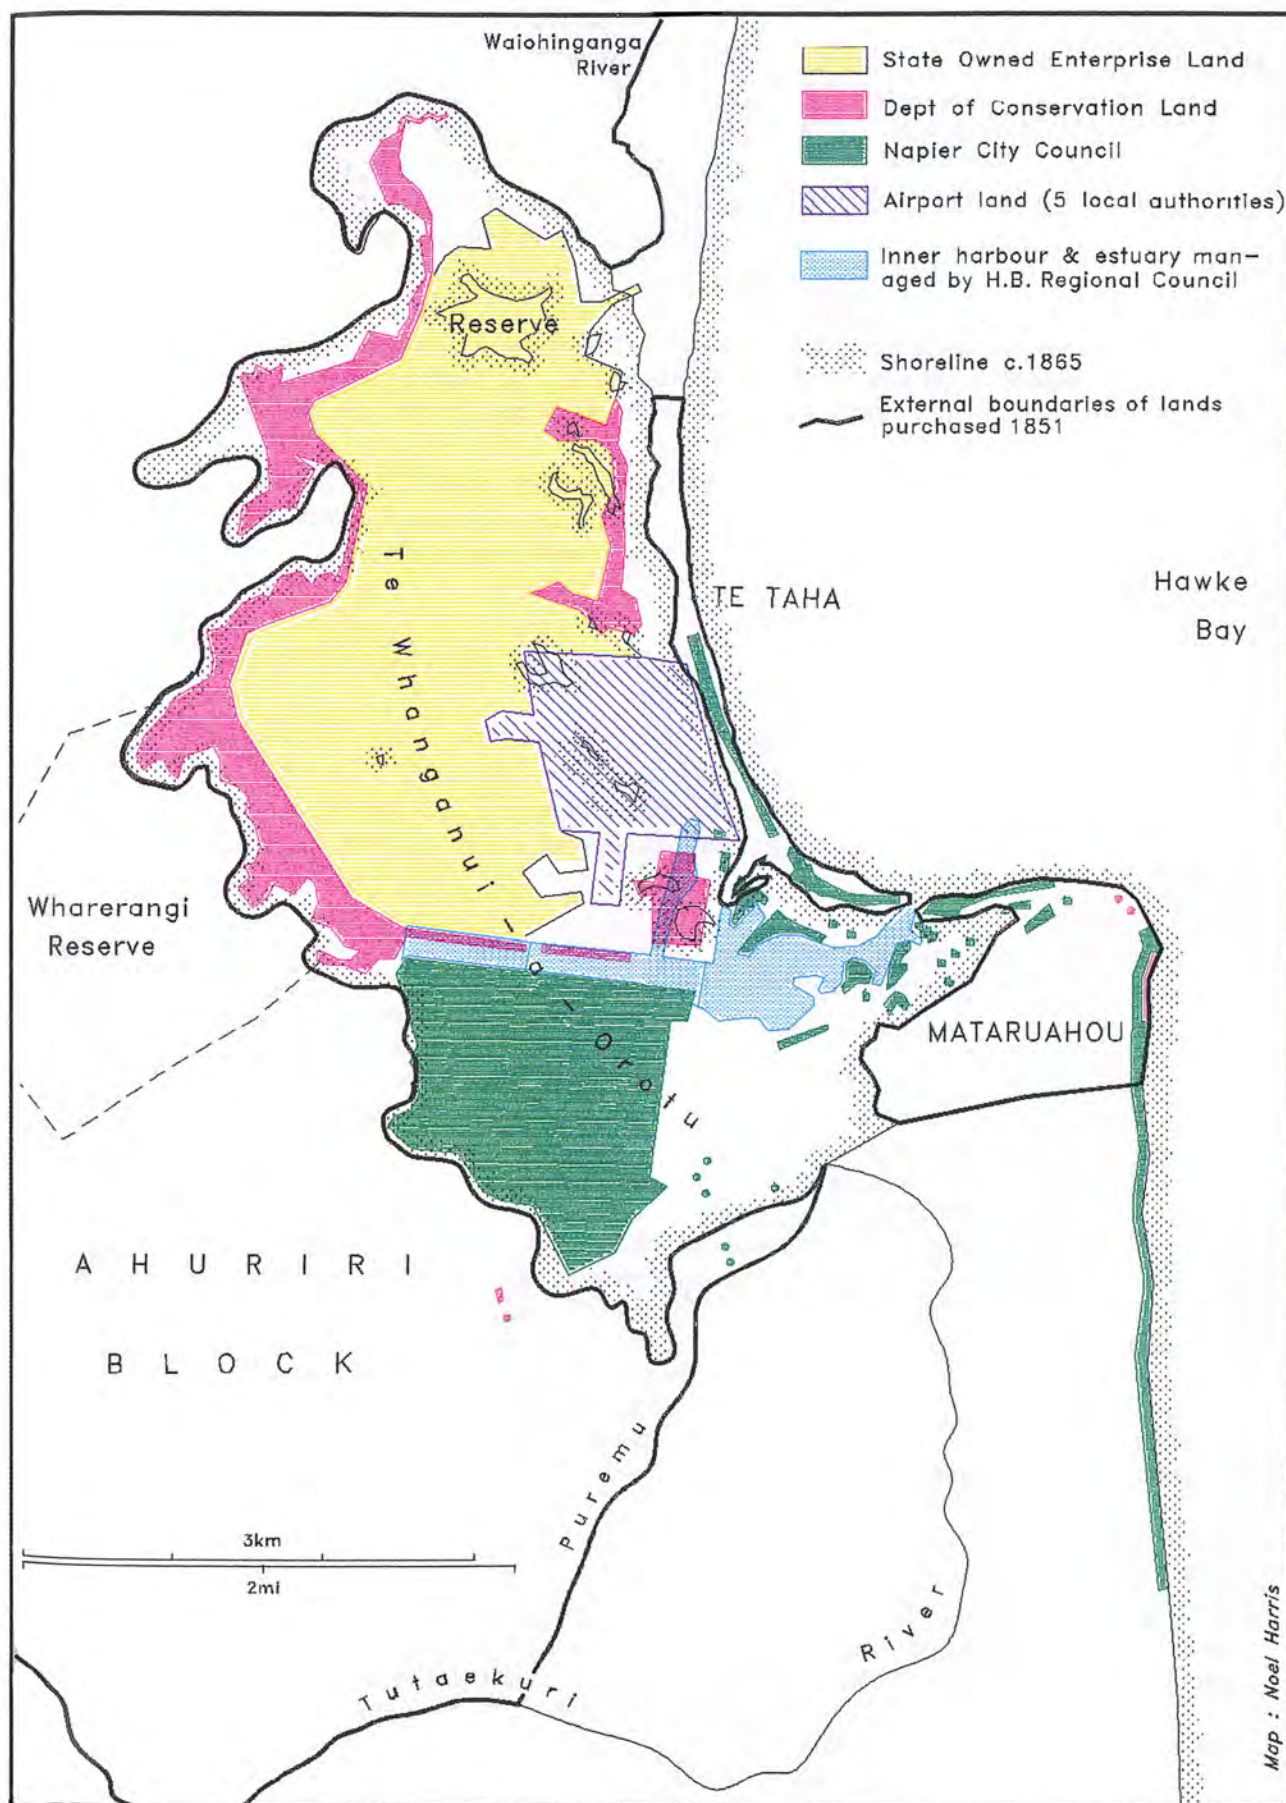 Waiohinganga
River
State Owned Enterprise Land
Dept of Conservation Land
Napier City Council
Airport land (5 local authorities)
Inner harbour & estuary man–
aged by H.B. Regional Council
Shoreline c.1865
External boundaries of lands
purchased 1851
Reserve
TE TAHA
Hawke
Bay
Te Whanganui-a-Orotu
Wharerangi
Reserve
MATARUAHOU
AHURIRI
BLOCK
Puremu
3km
2mi
River
Tutaekuri
Map : Noel Harris